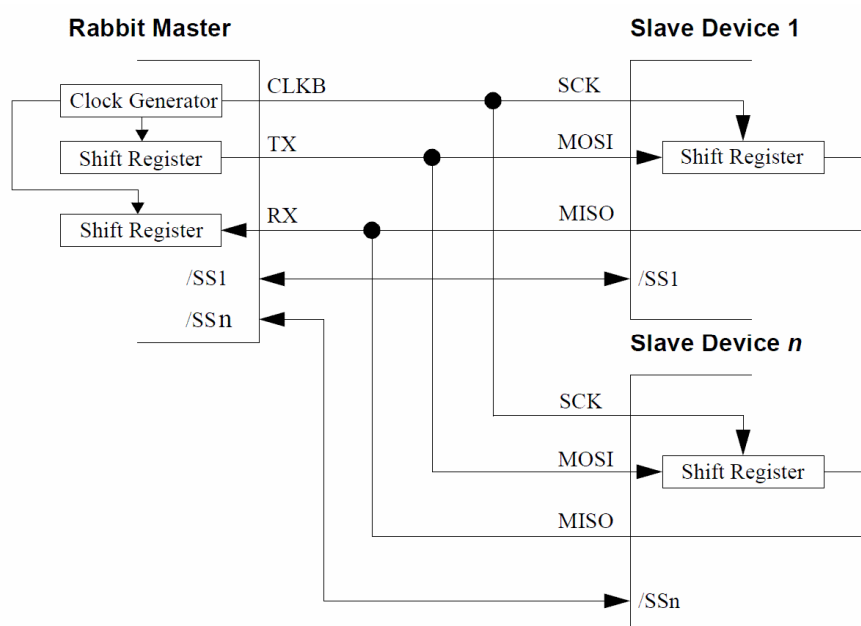 Rabbit Master
Slave Device 1
Clock Generator
CLKB
SCK
Shift Register
TX
MOSI
Shift Register
Shift Register
RX
MISO
/SS1
/SS1
/SSn
Slave Device n
SCK
MOSI
Shift Register
MISO
/SSn